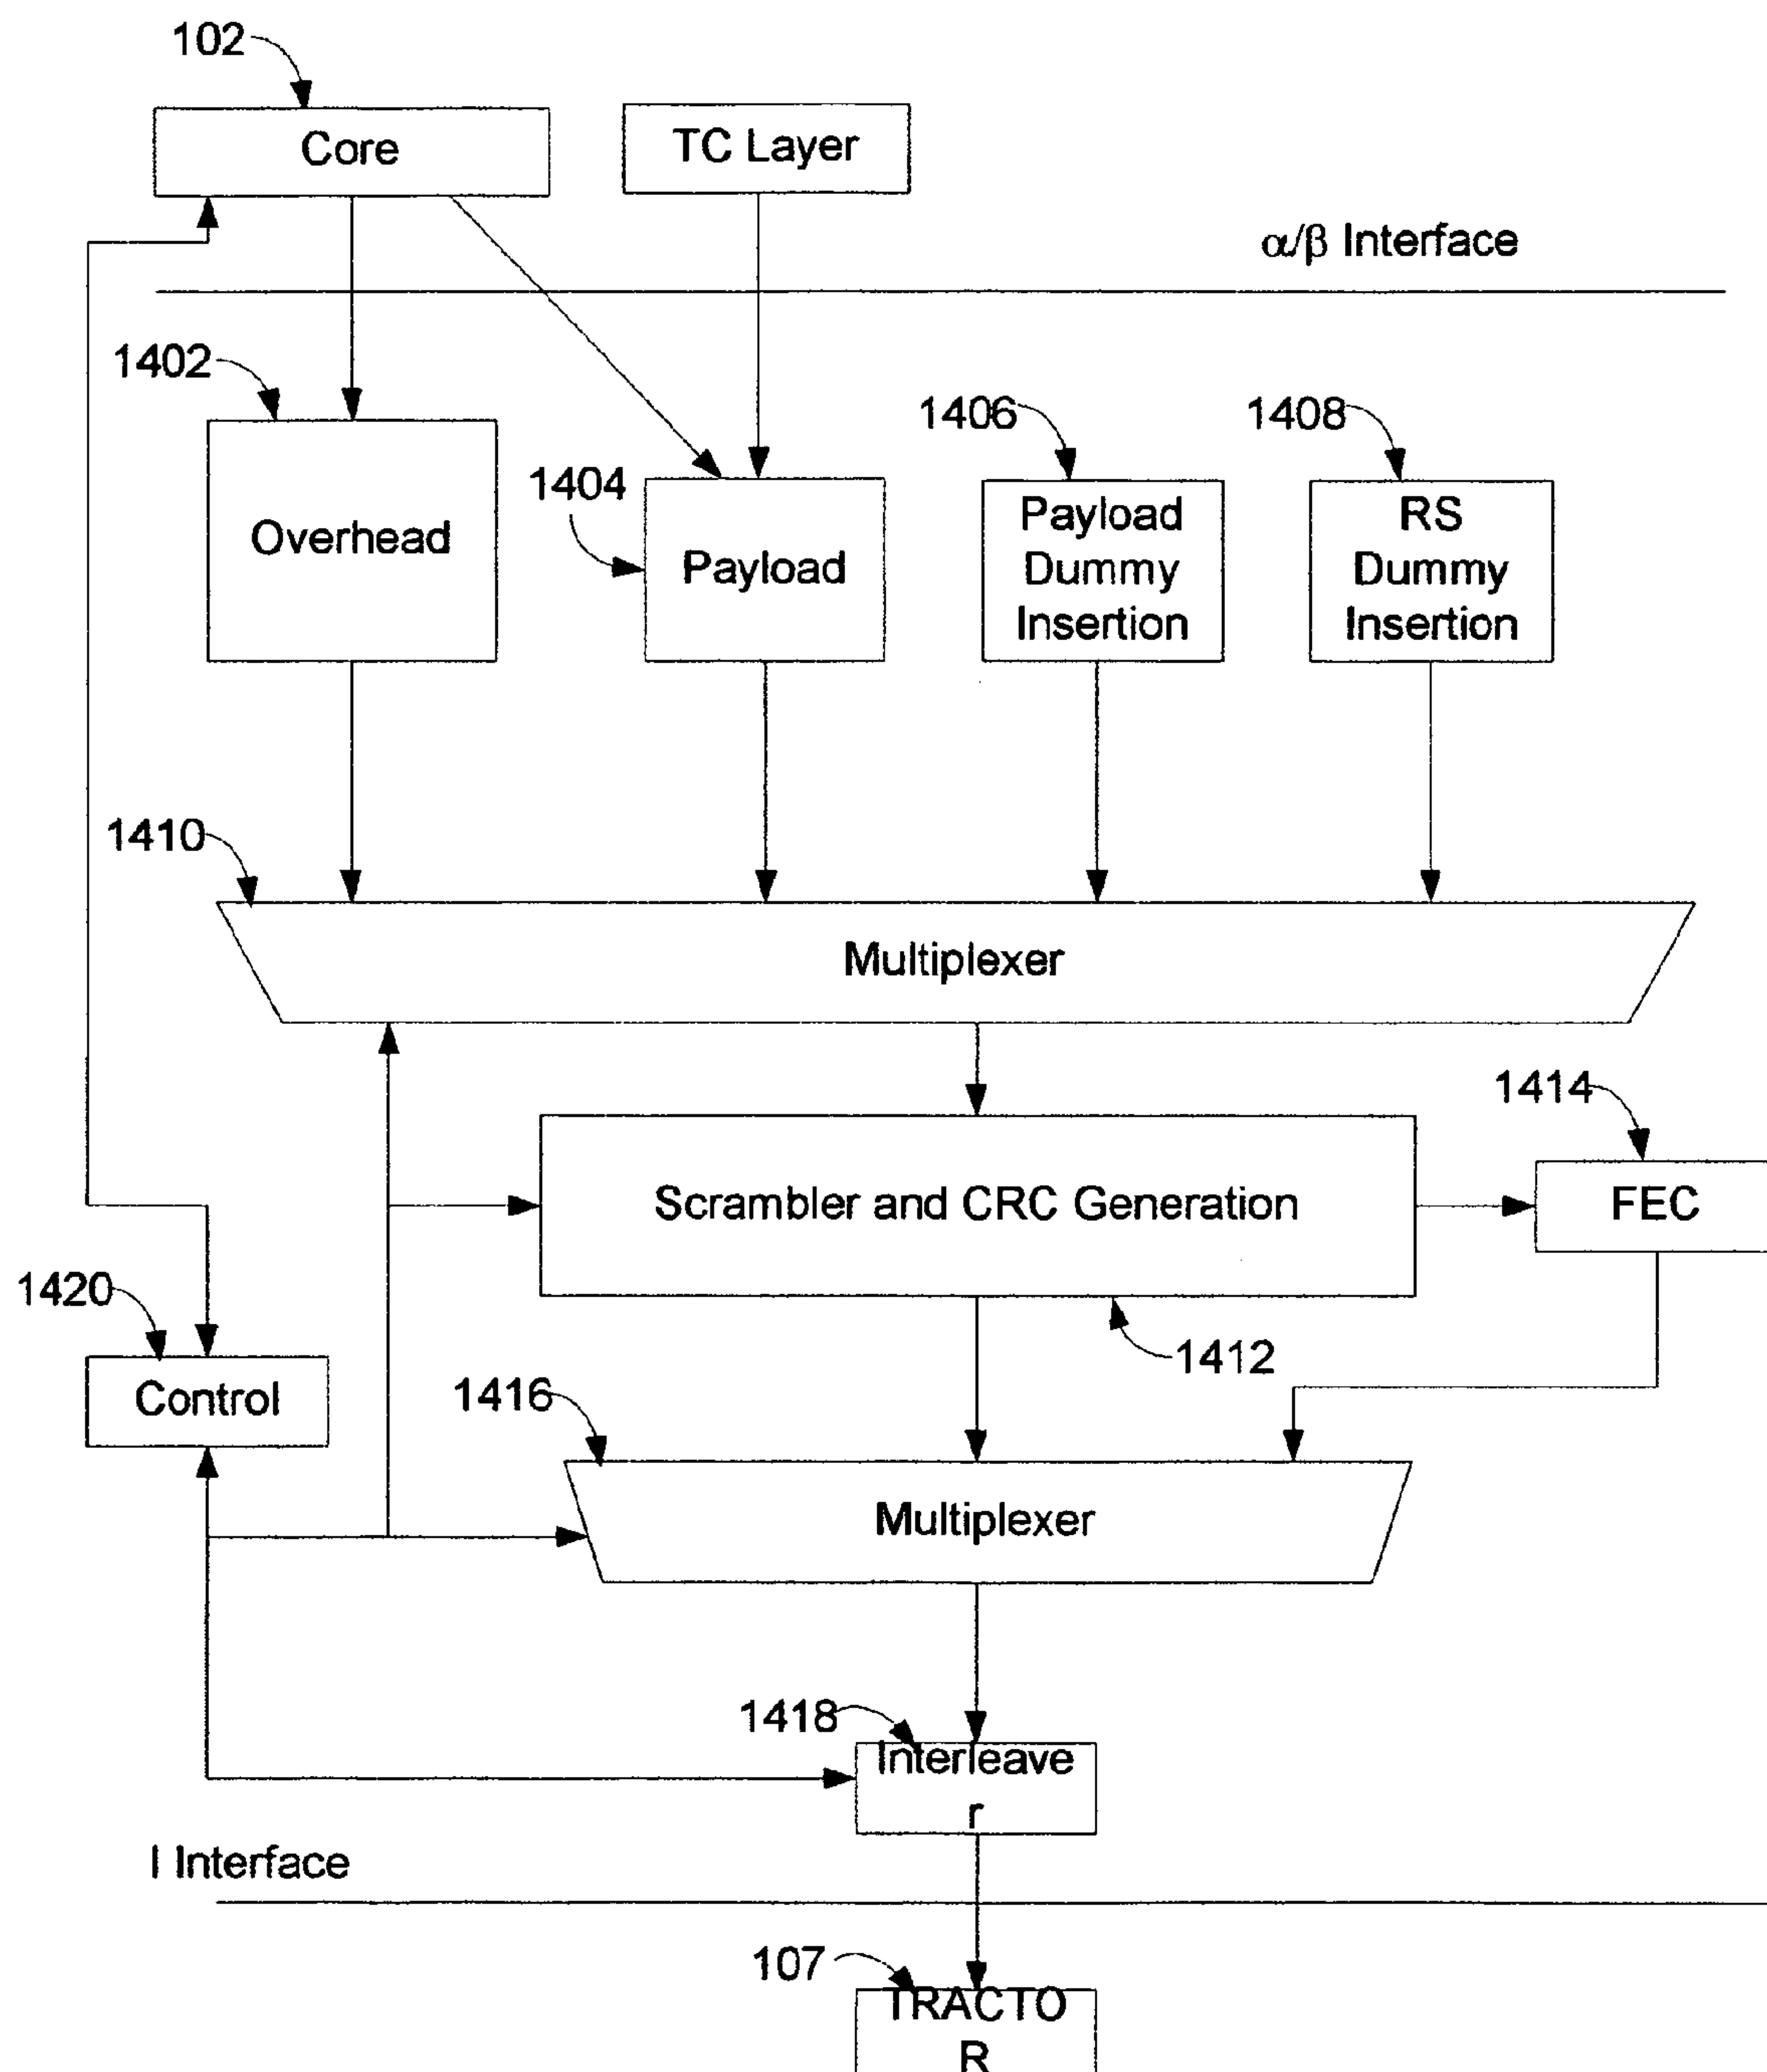 102
Core
TC Layer
α/β Interface
1402
1406
1408
1404
Overhead
Payload
Payload
Dummy
Insertion
RS
Dummy
Insertion
1410
Multiplexer
1414
Scrambler and CRC Generation
FEC
1420
1412
Control
1416
Multiplexer
1418
Interleave
r
I Interface
107
TRACTO
R